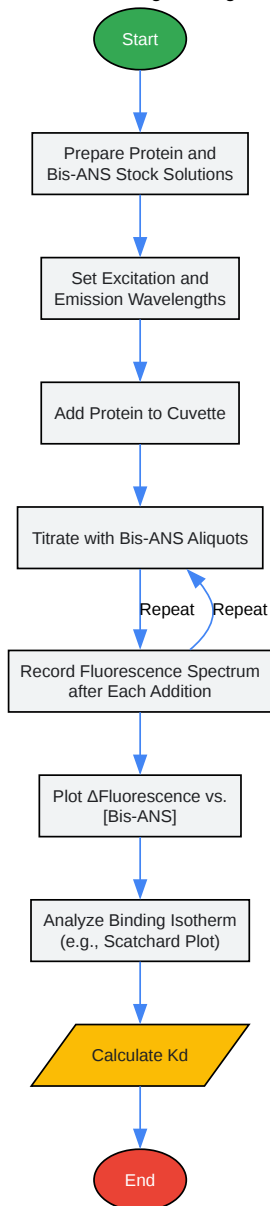 Start
Prepare Protein and
Bis-ANS Stock Solutions
Set Excitation and
Emission Wavelengths
Add Protein to Cuvette
Titrate with Bis-ANS Aliquots
Repeat
Repeat
Record Fluorescence Spectrum
after Each Addition
Plot ΔFluorescence vs.
[Bis-ANS]
Analyze Binding Isotherm
(e.g., Scatchard Plot)
Calculate Kd
End